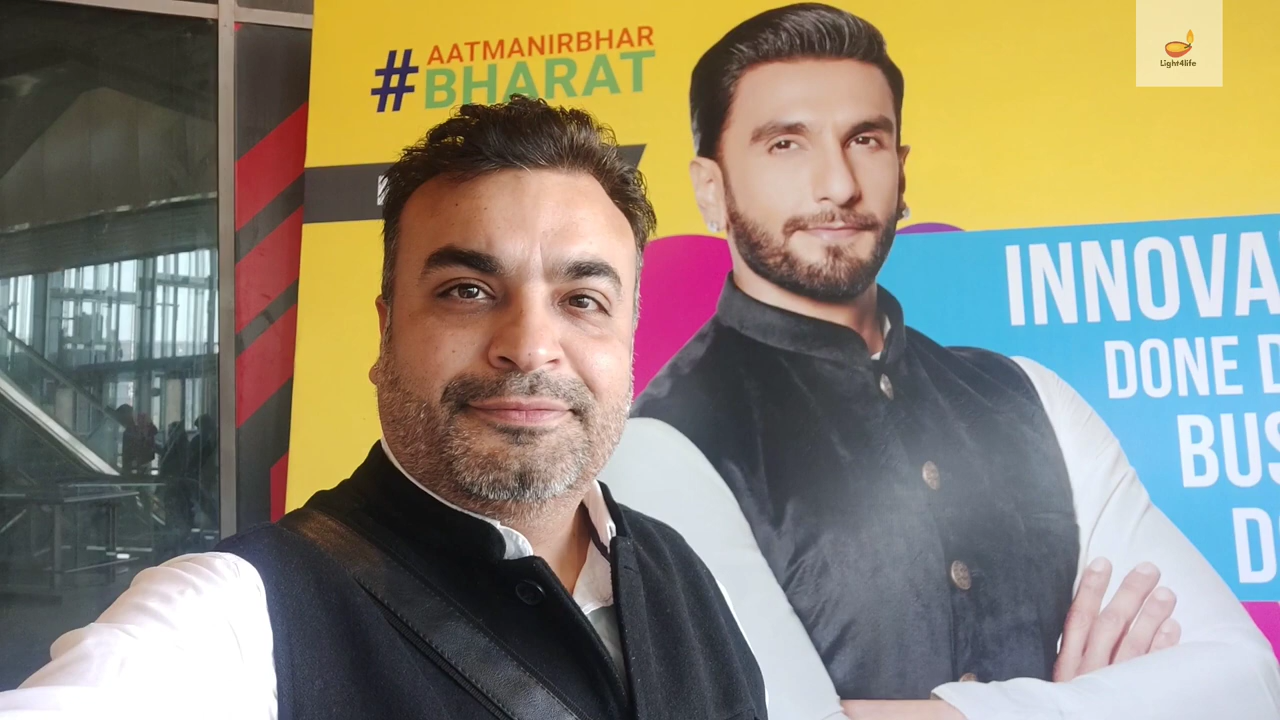 #AATMANIRBHAR
BHARAT
INNOVA
DONE D
BUS
D
Light4life